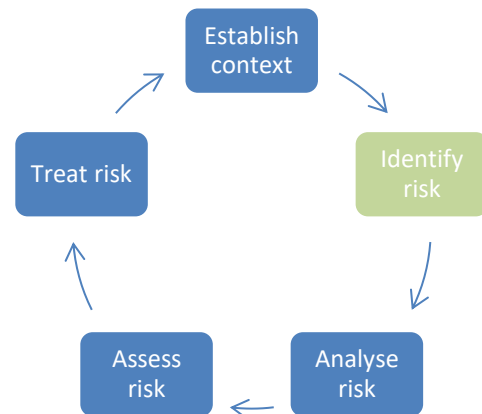 Establish
context
Identify
risk
Analyse
risk
Assess
risk
Treat risk